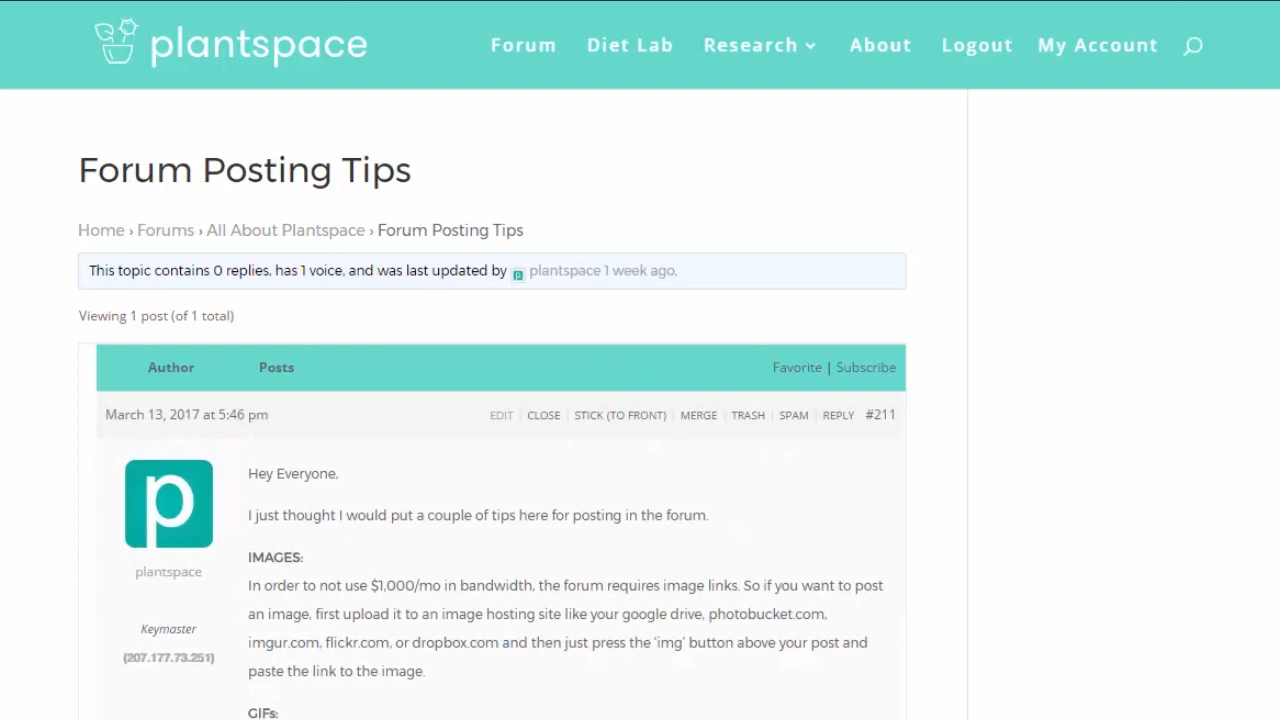 plantspace Forum Diet Lab Research About Logout My Account
Forum Posting Tips
Home › Forums › All About Plantspace › Forum Posting Tips
This topic contains 0 replies, has 1 voice, and was last updated by p plantspace 1 week ago.
Viewing 1 post (of 1 total)
Author Posts Favorite | Subscribe
March 13, 2017 at 5:46 pm EDIT | CLOSE | STICK (TO FRONT) | MERGE | TRASH | SPAM | REPLY #211
p
plantspace
Keymaster
(207.177.73.251)
Hey Everyone,
I just thought I would put a couple of tips here for posting in the forum.
IMAGES:
In order to not use $1,000/mo in bandwidth, the forum requires image links. So if you want to post
an image, first upload it to an image hosting site like your google drive, photobucket.com,
imgur.com, flickr.com, or dropbox.com and then just press the 'img' button above your post and
paste the link to the image.
GIFs: